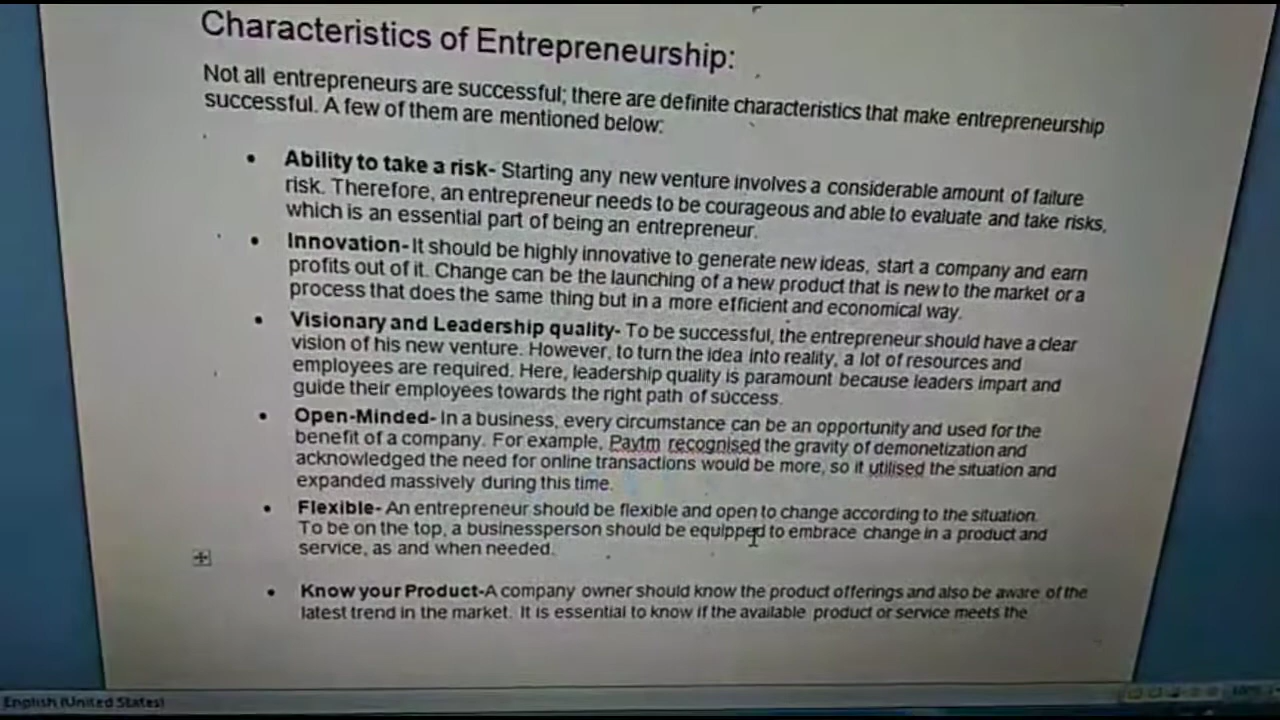 Characteristics of Entrepreneurship:
Not all entrepreneurs are successful; there are definite characteristics that make entrepreneurship
successful. A few of them are mentioned below:
• Ability to take a risk- Starting any new venture involves a considerable amount of failure
risk. Therefore, an entrepreneur needs to be courageous and able to evaluate and take risks,
which is an essential part of being an entrepreneur.
• Innovation- It should be highly innovative to generate new ideas, start a company and earn
profits out of it. Change can be the launching of a new product that is new to the market or a
process that does the same thing but in a more efficient and economical way.
• Visionary and Leadership quality- To be successful, the entrepreneur should have a clear
vision of his new venture. However, to turn the idea into reality, a lot of resources and
employees are required. Here, leadership quality is paramount because leaders impart and
guide their employees towards the right path of success.
• Open-Minded- In a business, every circumstance can be an opportunity and used for the
benefit of a company. For example, Paytm recognised the gravity of demonetization and
acknowledged the need for online transactions would be more, so it utilised the situation and
expanded massively during this time.
• Flexible- An entrepreneur should be flexible and open to change according to the situation.
To be on the top, a businessperson should be equipped to embrace change in a product and
service, as and when needed.
• Know your Product-A company owner should know the product offerings and also be aware of the
latest trend in the market. It is essential to know if the available product or service meets the
English (United States)